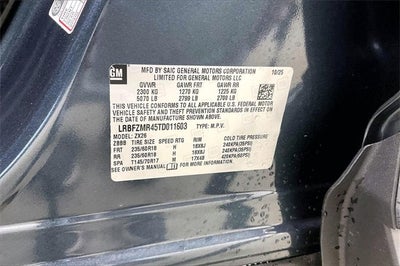 GM
MFD BY SAIC GENERAL MOTORS CORPORATION 10/25
LIMITED FOR GENERAL MOTORS LLC
GVWR GAWR FRT GAWR RR
2300 KG 1270 KG 1225 KG
5070 LB 2799 LB 2700 LB
THIS VEHICLE CONFORMS TO ALL APPLICABLE U.S. FEDERAL MOTOR
VEHICLE SAFETY AND THEFT PREVENTION STANDARDS IN EFFECT
ON THE DATE OF MANUFACTURE SHOWN ABOVE.
LRBFZMR45TD011603 TYPE: M.P.V.
MODEL: ZX26
2BBB TIRE SIZE SPEED RTG RIM COLD TIRE PRESSURE
FRT 235/60R18 H 18X8J 240KPA(35PSI)
RR 235/60R18 H 18X8J 240KPA(35PSI)
SPA T145/70R17 M 17X4B 420KPA(60PSI)
SEE OWNER'S MANUAL FOR MORE INFORMATION.